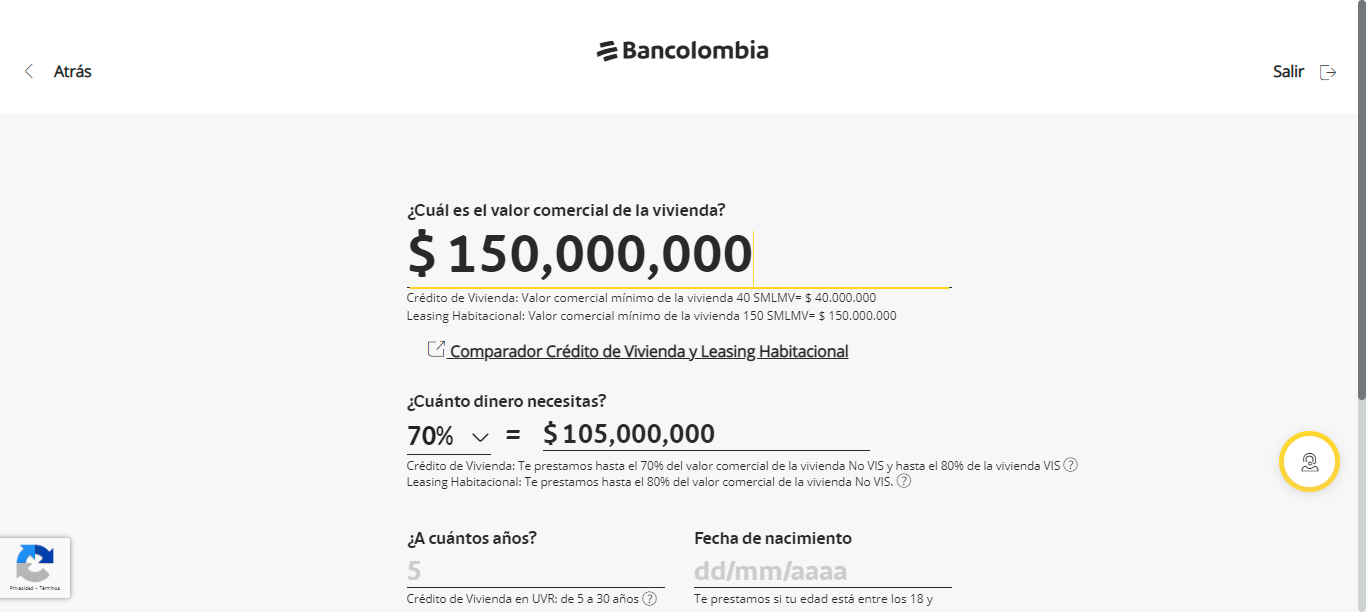 Bancolombia
Atrás
Salir
¿Cuál es el valor comercial de la vivienda?
$ 150,000,000
Crédito de Vivienda: Valor comercial mínimo de la vivienda 40 SMLMV= $ 40.000.000
Leasing Habitacional: Valor comercial mínimo de la vivienda 150 SMLMV= $ 150.000.000
Comparador Crédito de Vivienda y Leasing Habitacional
¿Cuánto dinero necesitas?
70% = $ 105,000,000
Crédito de Vivienda: Te prestamos hasta el 70% del valor comercial de la vivienda No VIS y hasta el 80% de la vivienda VIS ?
Leasing Habitacional: Te prestamos hasta el 80% del valor comercial de la vivienda No VIS. ?
¿A cuántos años?
5
Crédito de Vivienda en UVR: de 5 a 30 años ?
Fecha de nacimiento
dd/mm/aaaa
Te prestamos si tu edad está entre los 18 y
Privacidad - Términos